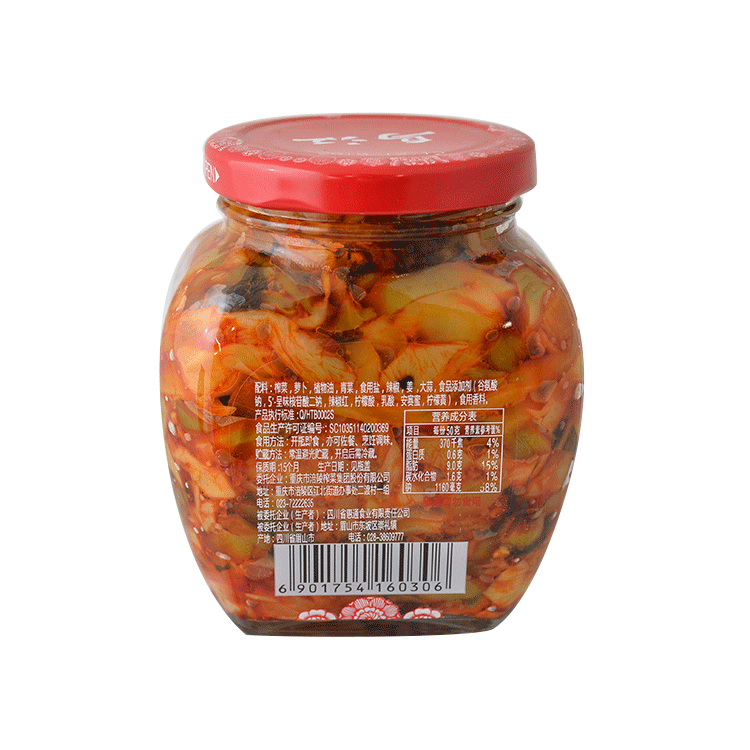 乌江
EN
配料：榨菜，萝卜，植物油，青菜，食用盐，辣椒，姜，大蒜，食品添加剂（谷氨酸
钠，5'-呈味核苷酸二钠，辣椒红，柠檬酸，乳酸，安赛蜜，柠檬黄），食用香料。
产品执行标准：Q/HTB0002S
食品生产许可证编号：SC10351140200369
食用方法：开瓶即食，亦可佐餐、烹饪调味。
贮藏方法：常温避光贮藏，开启后需冷藏。
保质期：15个月 生产日期：见瓶盖
委托企业：重庆市涪陵榨菜集团股份有限公司
地址：重庆市涪陵区江北街道办事处二渡村一组
电话：023-72222635
被委托企业（生产者）：四川省恩通食业有限责任公司
被委托企业（生产者）地址：眉山市东坡区崇礼镇
产地：四川省眉山市 电话：028-38609777
营养成分表
项目 每份50克 营养素参考值%
能量 370千焦 4%
蛋白质 0.6克 1%
脂肪 9.0克 15%
碳水化合物 1.6克 1%
钠 1160毫克 58%
6 901754 160306